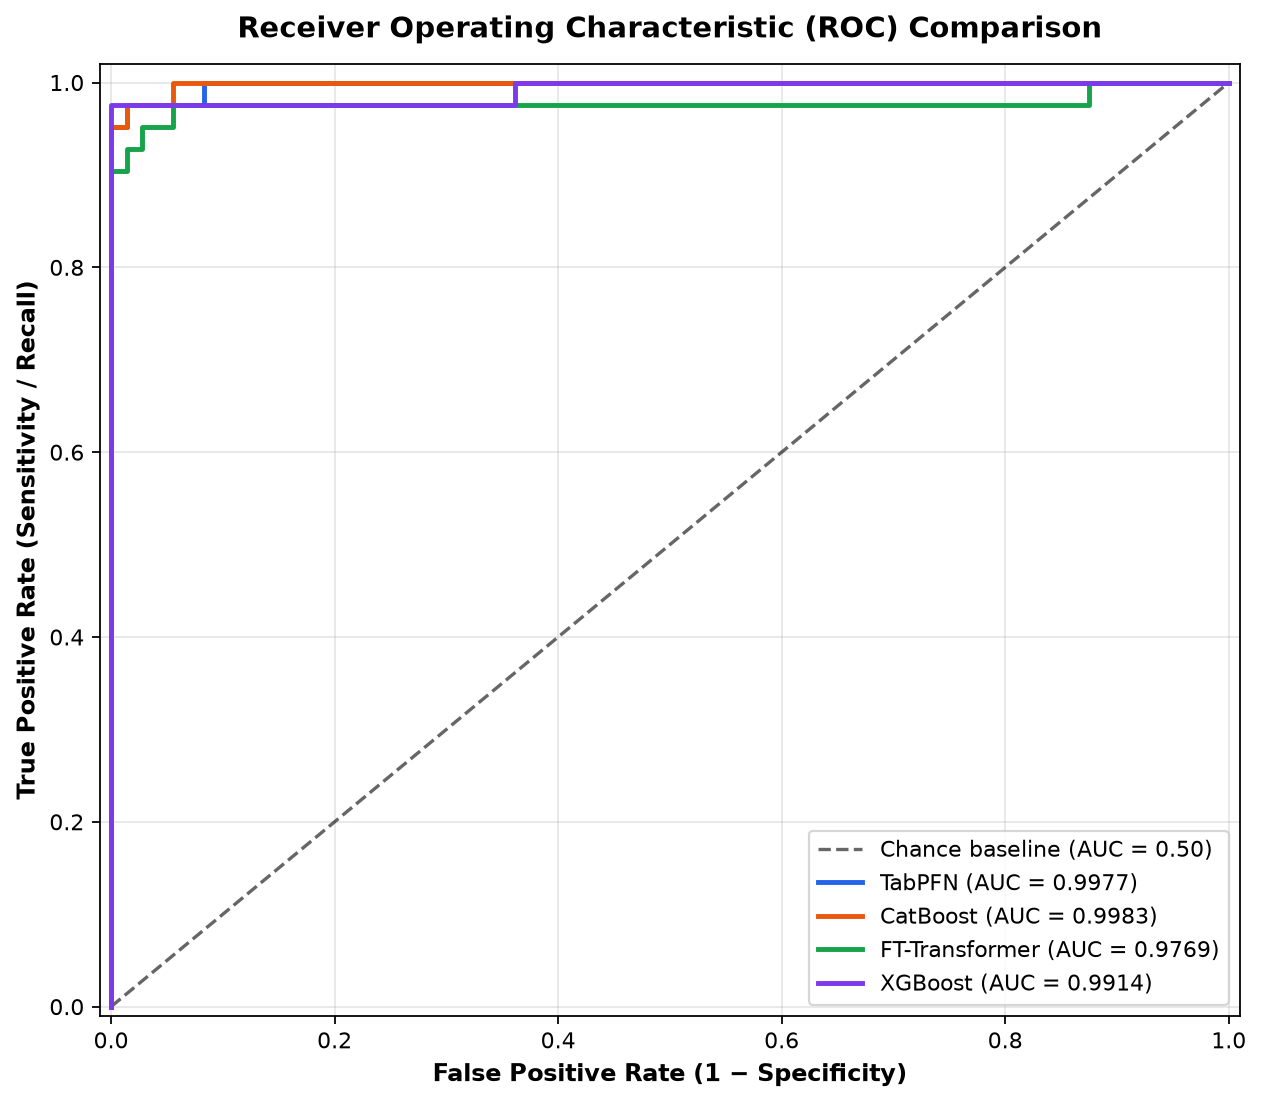 Receiver Operating Characteristic (ROC) Comparison
True Positive Rate (Sensitivity / Recall)
1.0
0.8
0.6
0.4
0.2
0.0
Chance baseline (AUC = 0.50)
TabPFN (AUC = 0.9977)
CatBoost (AUC = 0.9983)
FT-Transformer (AUC = 0.9769)
XGBoost (AUC = 0.9914)
0.0 0.2 0.4 0.6 0.8 1.0
False Positive Rate (1 − Specificity)